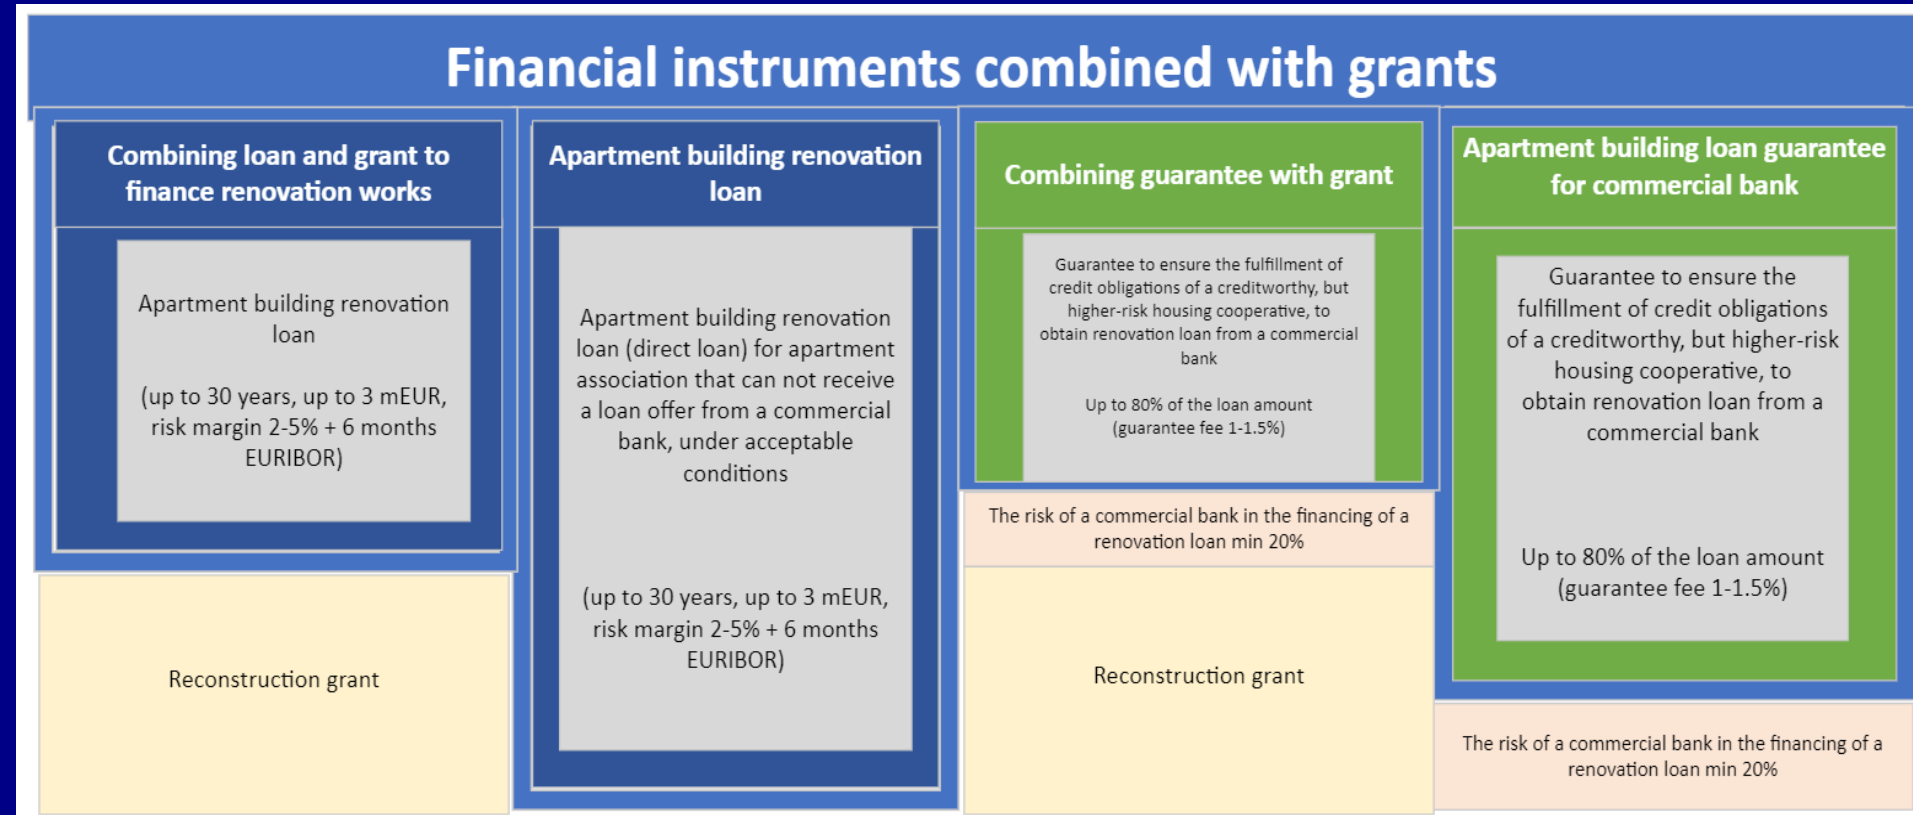 Financial instruments combined with grants
Combining loan and grant to
finance renovation works
Apartment building renovation
loan
(up to 30 years, up to 3 mEUR,
risk margin 2-5% + 6 months
EURIBOR)
Reconstruction grant
Apartment building renovation
loan
Apartment building renovation
loan (direct loan) for apartment
association that can not receive
a loan offer from a commercial
bank, under acceptable
conditions
(up to 30 years, up to 3 mEUR,
risk margin 2-5% + 6 months
EURIBOR)
Combining guarantee with grant
Guarantee to ensure the fulfillment of
credit obligations of a creditworthy, but
higher-risk housing cooperative, to
obtain renovation loan from a commercial
bank
Up to 80% of the loan amount
(guarantee fee 1-1.5%)
The risk of a commercial bank in the financing of a
renovation loan min 20%
Reconstruction grant
Apartment building loan guarantee
for commercial bank
Guarantee to ensure the
fulfillment of credit obligations
of a creditworthy, but higher-risk
housing cooperative, to
obtain renovation loan from a
commercial bank
Up to 80% of the loan amount
(guarantee fee 1-1.5%)
The risk of a commercial bank in the financing of a
renovation loan min 20%